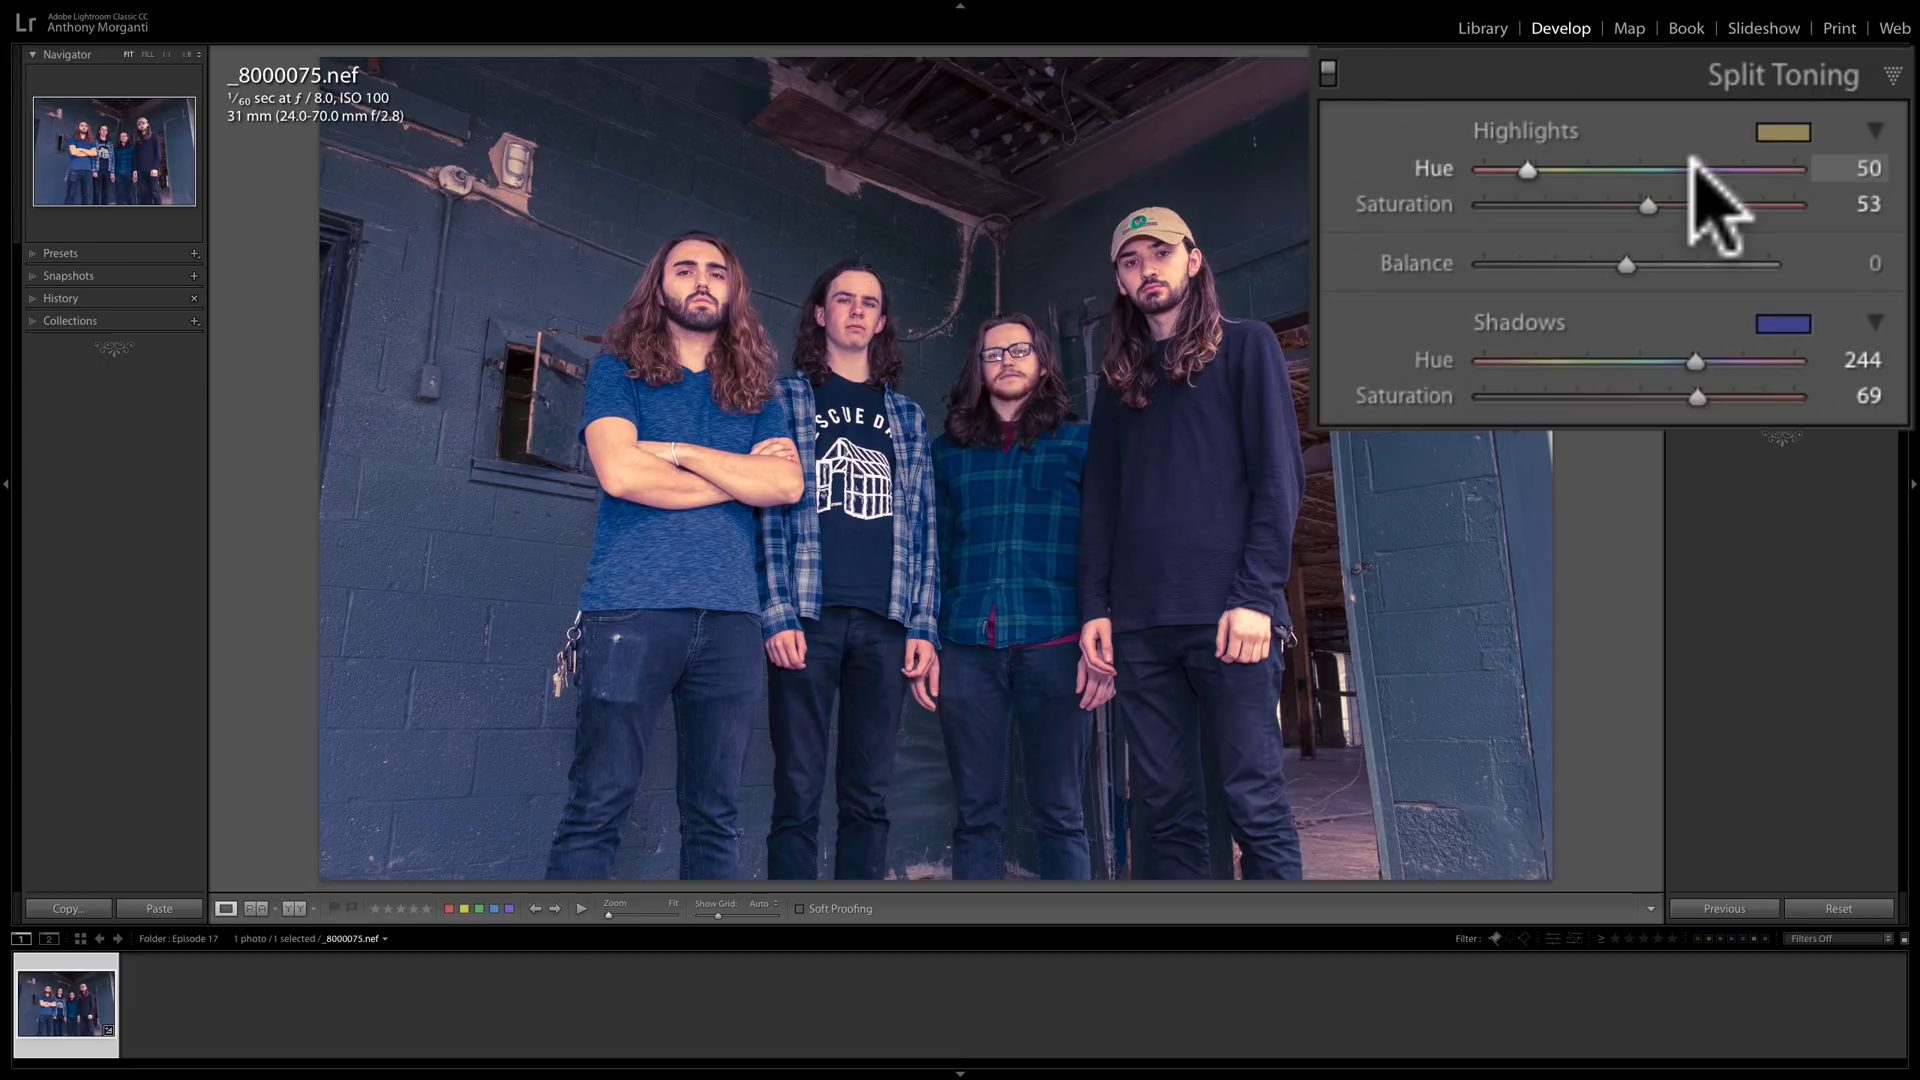 Lr
Adobe Lightroom Classic CC
Anthony Morganti
Library | Develop | Map | Book | Slideshow | Print | Web
Navigator FIT FILL 1:1 1:8
_8000075.nef
1/60 sec at ƒ / 8.0, ISO 100
31 mm (24.0-70.0 mm f/2.8)
Presets
Snapshots
History
Collections
Split Toning
Highlights
Hue 50
Saturation 53
Balance 0
Shadows
Hue 244
Saturation 69
SCUE DA
Copy...
Paste
Zoom Fit
Show Grid: Auto
Soft Proofing
Previous
Reset
1 2 Folder : Episode 17 1 photo / 1 selected / _8000075.nef
Filter :
Filters Off